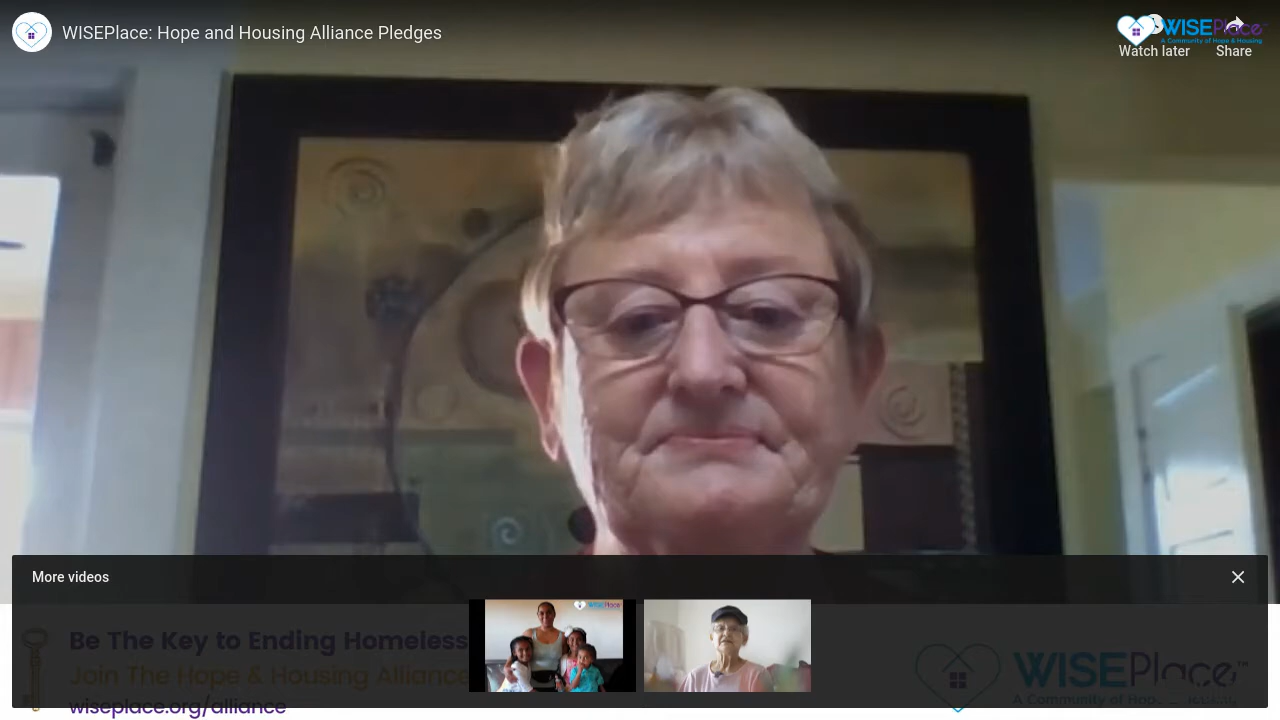 WISEPlace: Hope and Housing Alliance Pledges
WISEPlace
A Community of Hope & Housing
Watch later
Share
More videos
WISEPlace
Be The Key to Ending Homeless
Join The Hope & Housing Alliance
wiseplace.org/alliance
WISEPlace™
A Community of Hope